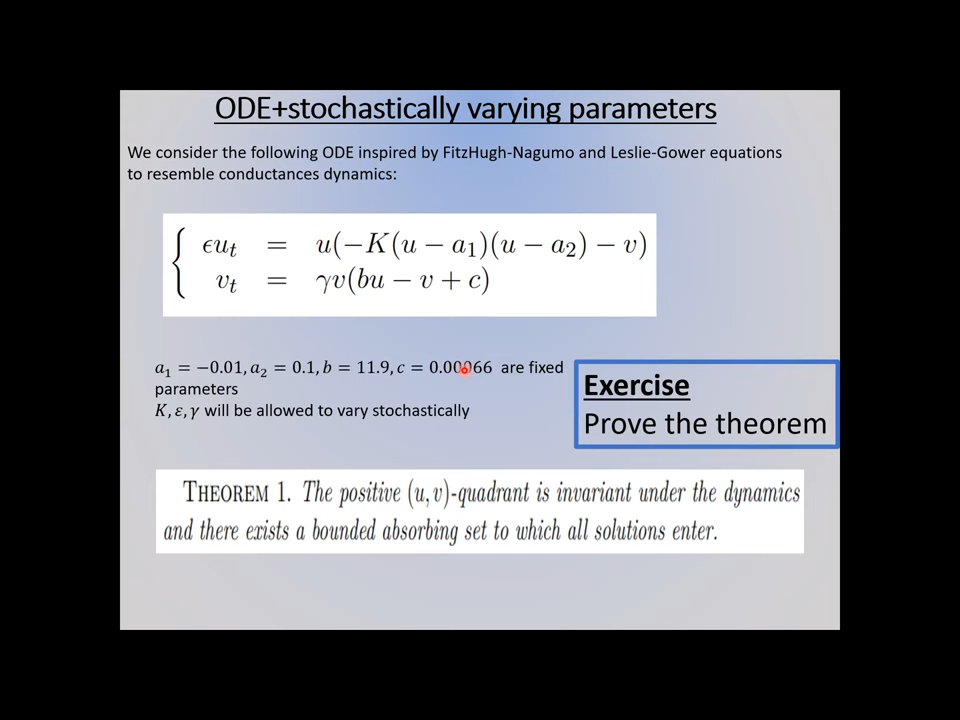 ODE+stochastically varying parameters
We consider the following ODE inspired by FitzHugh-Nagumo and Leslie-Gower equations
to resemble conductances dynamics:
ϵu_t = u(−K(u − a_1)(u − a_2) − v)
v_t = γv(bu − v + c)
a_1 = −0.01, a_2 = 0.1, b = 11.9, c = 0.00066 are fixed
parameters
K, ε, γ will be allowed to vary stochastically
Exercise
Prove the theorem
THEOREM 1. The positive (u, v)-quadrant is invariant under the dynamics
and there exists a bounded absorbing set to which all solutions enter.